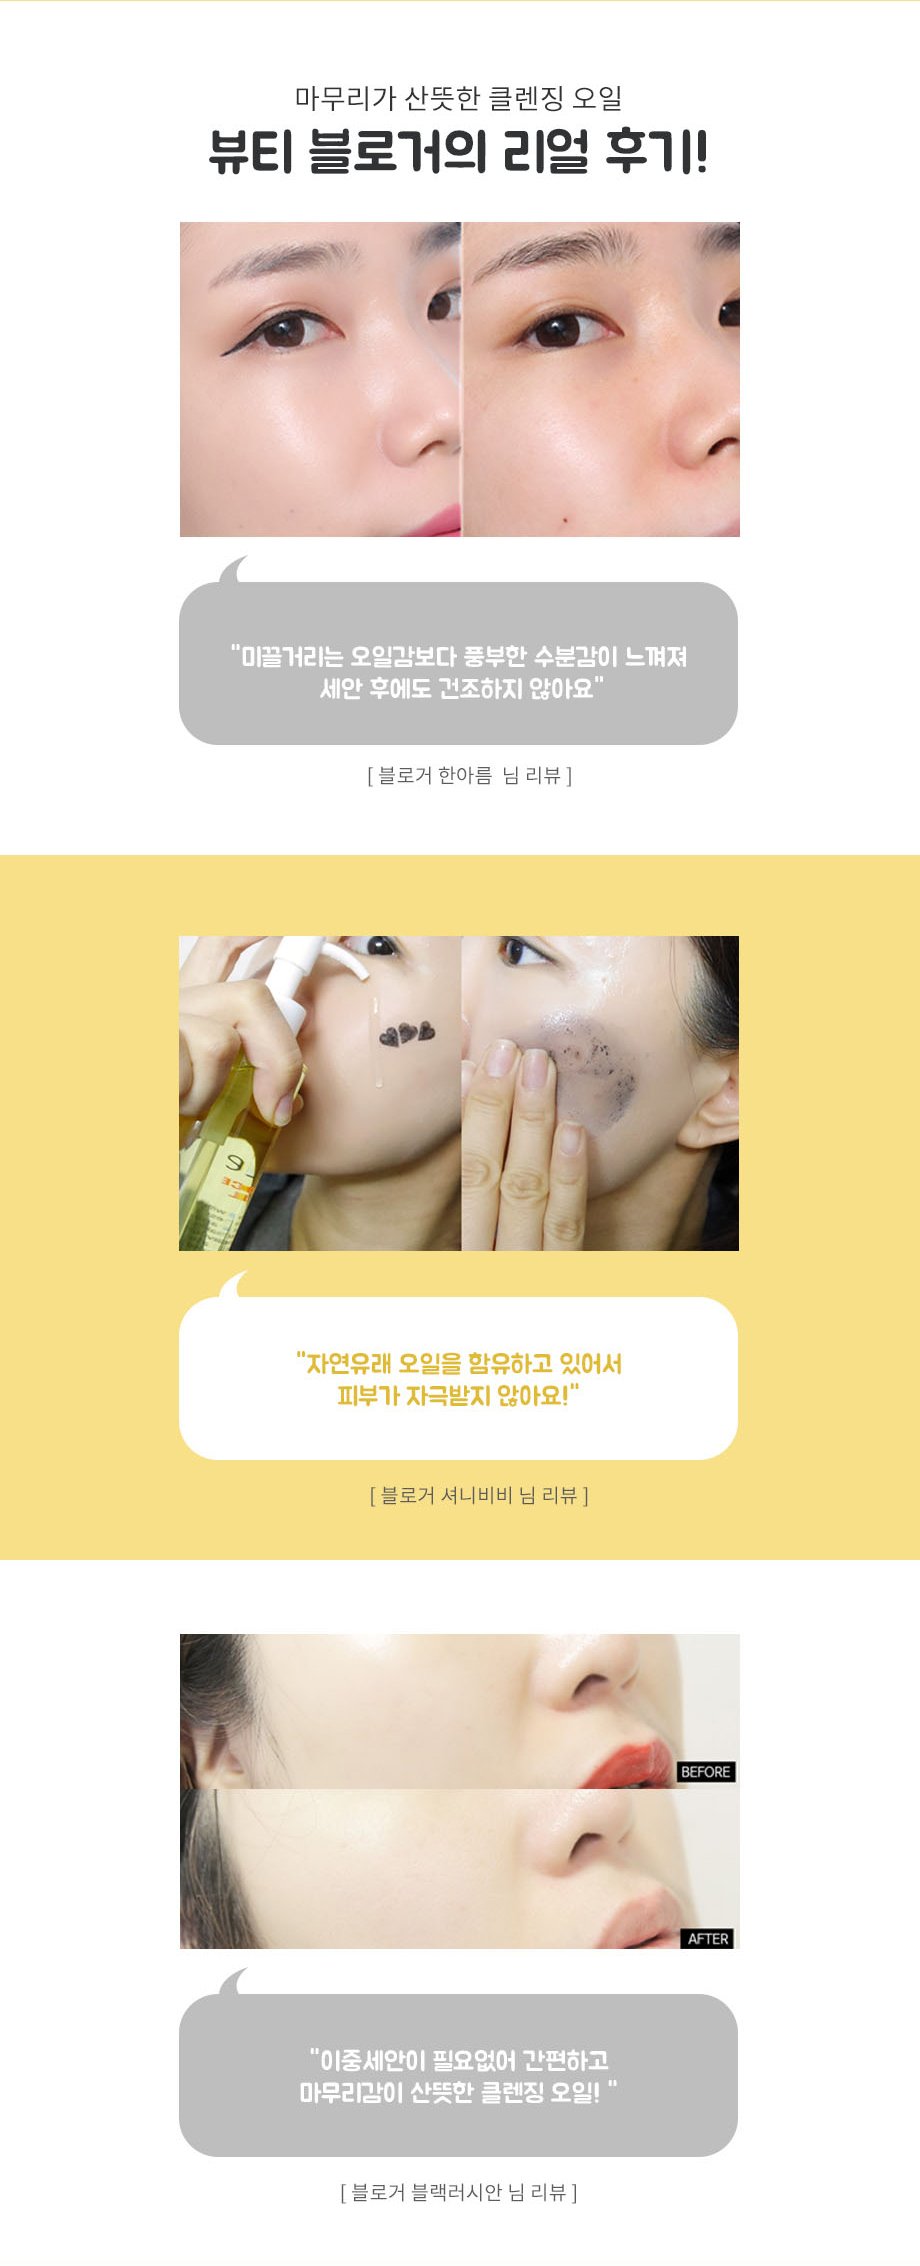 마무리가 산뜻한 클렌징 오일
뷰티 블로거의 리얼 후기!
"미끌거리는 오일감보다 풍부한 수분감이 느껴져
세안 후에도 건조하지 않아요"
[ 블로거 한아름 님 리뷰 ]
"자연유래 오일을 함유하고 있어서
피부가 자극받지 않아요!"
[ 블로거 셔니비비 님 리뷰 ]
BEFORE
AFTER
"이중세안이 필요없어 간편하고
마무리감이 산뜻한 클렌징 오일! "
[ 블로거 블랙러시안 님 리뷰 ]